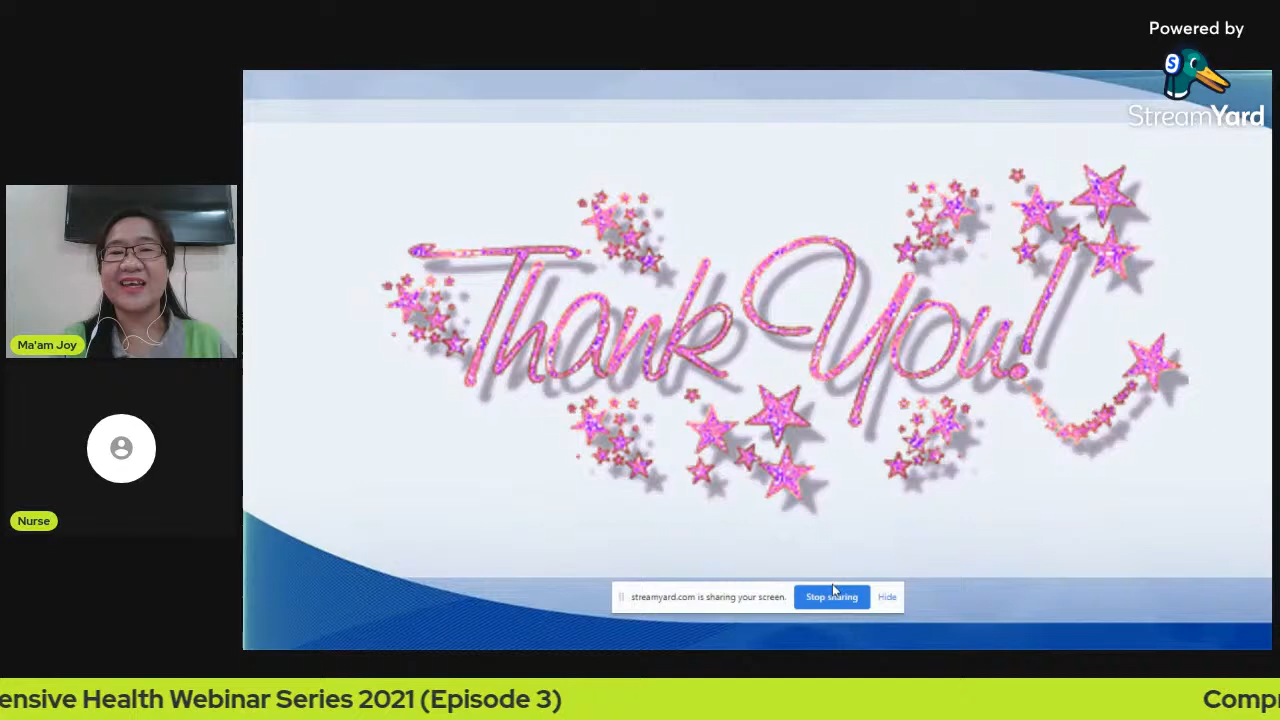 Powered by
StreamYard
Thank You!
Ma'am Joy
Nurse
streamyard.com is sharing your screen.
Stop sharing
Hide
ensive Health Webinar Series 2021 (Episode 3)
Compr